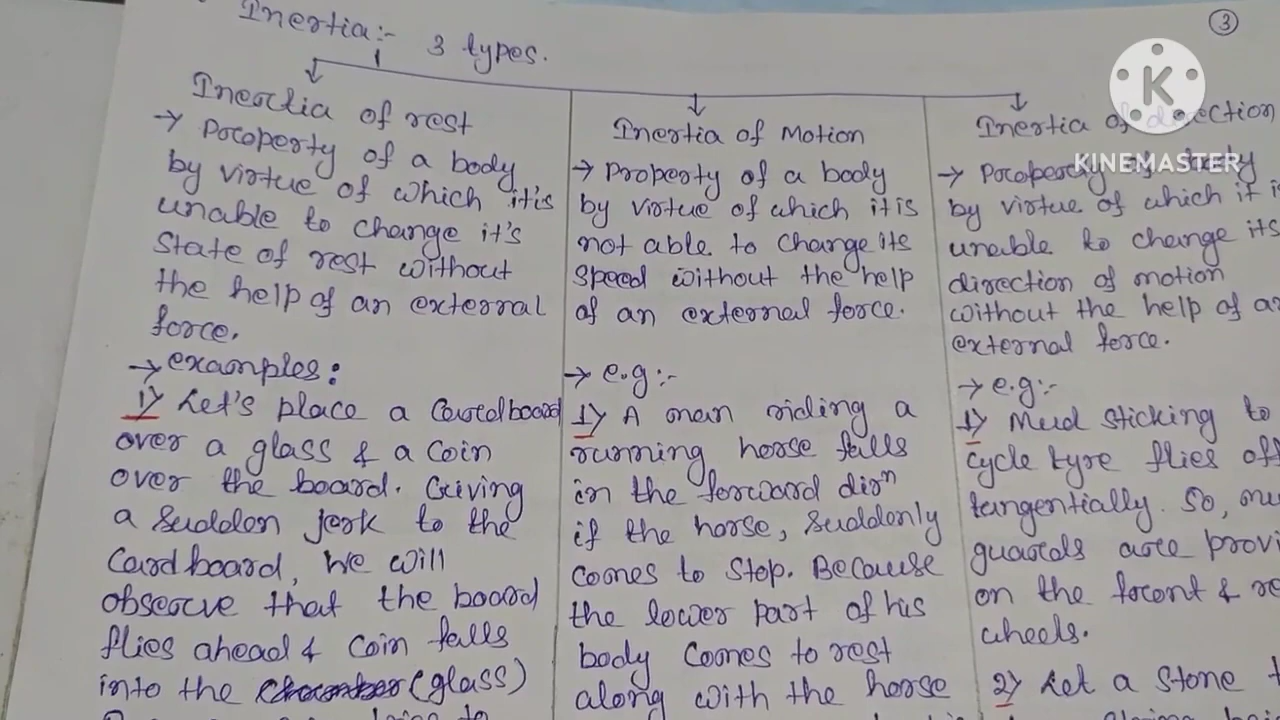 Inertia:- 3 types.
3
K
KINEMASTER
Inertia of rest
→ Property of a body
by virtue of which it's
unable to change it's
state of rest without
the help of an external
force.
→ examples:
1) Let's place a Cardboard
over a glass & a coin
over the board. Giving
a sudden jerk to the
Cardboard, we will
observe that the board
flies ahead & coin falls
into the (glass)
Inertia of Motion
→ Property of a body
by virtue of which it is
not able to change its
speed without the help
of an external force.
→ e.g:-
1) A man riding a
running horse falls
in the forward dirⁿ
if the horse, suddenly
comes to stop. Because
the lower part of his
body comes to rest
along with the horse
Inertia of direction
→ Property of body
by virtue of which it
unable to change its
direction of motion
without the help of
external force.
→ e.g:-
1) Mud sticking to
cycle tyre flies
tangentially. So,
guards are
on the front &
wheels.
2) Let a stone